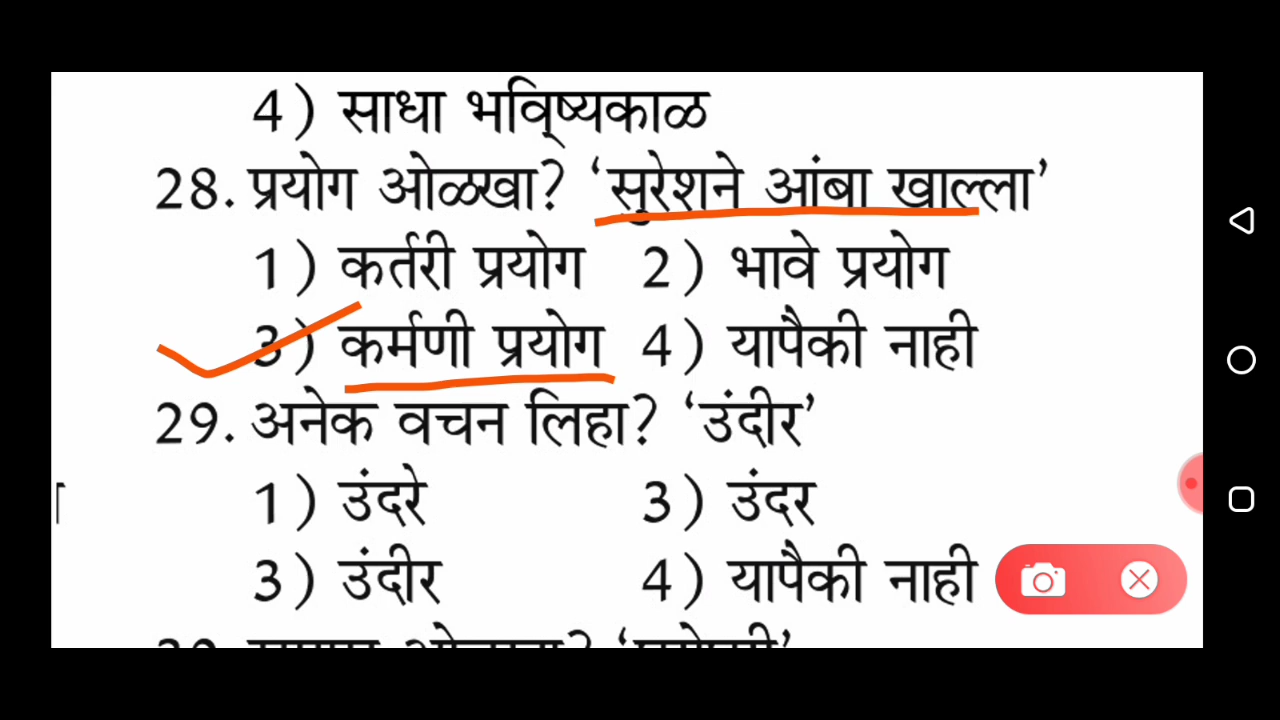 4) साधा भवि्ष्यकाळ
28. प्रयोग ओळखा? ‘सुरेशने आंबा खाल्ला’
1) कर्तरी प्रयोग 2) भावे प्रयोग
3) कर्मणी प्रयोग 4) यापैकी नाही
29. अनेक वचन लिहा? ‘उंदीर’
1) उंदरे 3) उंदर
3) उंदीर 4) यापैकी नाही